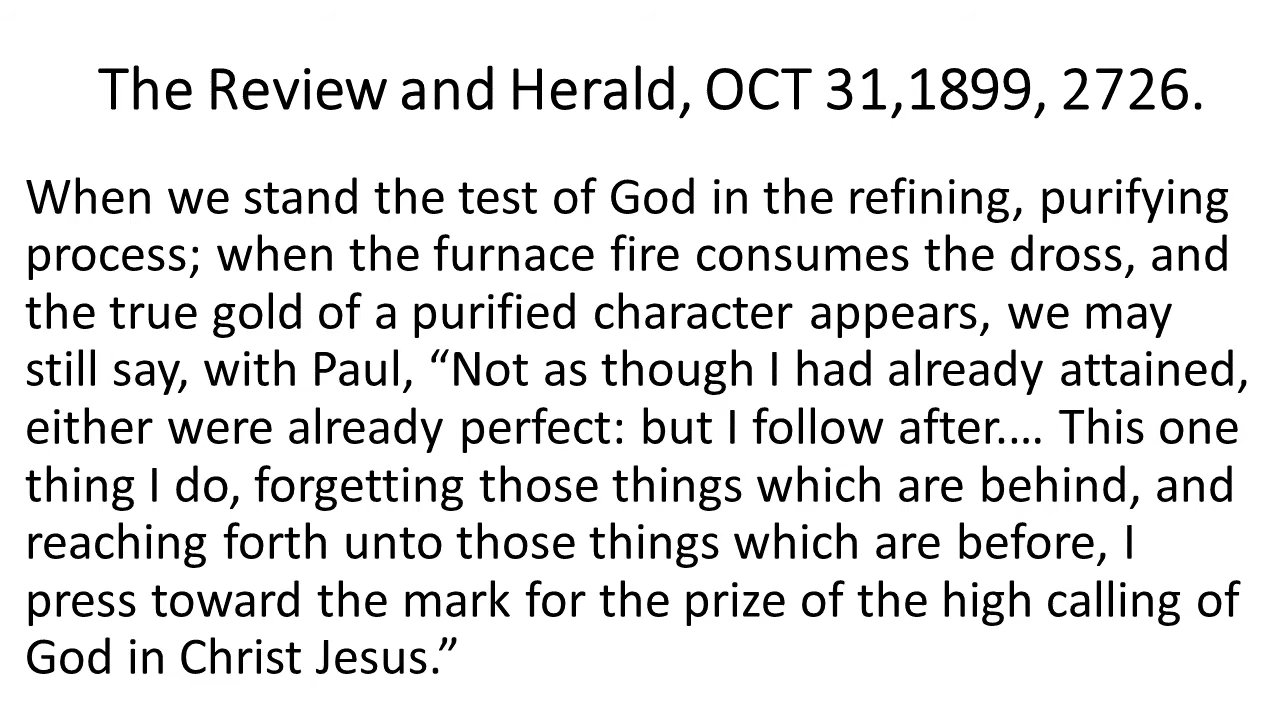 The Review and Herald, OCT 31,1899, 2726.
When we stand the test of God in the refining, purifying
process; when the furnace fire consumes the dross, and
the true gold of a purified character appears, we may
still say, with Paul, “Not as though I had already attained,
either were already perfect: but I follow after.... This one
thing I do, forgetting those things which are behind, and
reaching forth unto those things which are before, I
press toward the mark for the prize of the high calling of
God in Christ Jesus.”